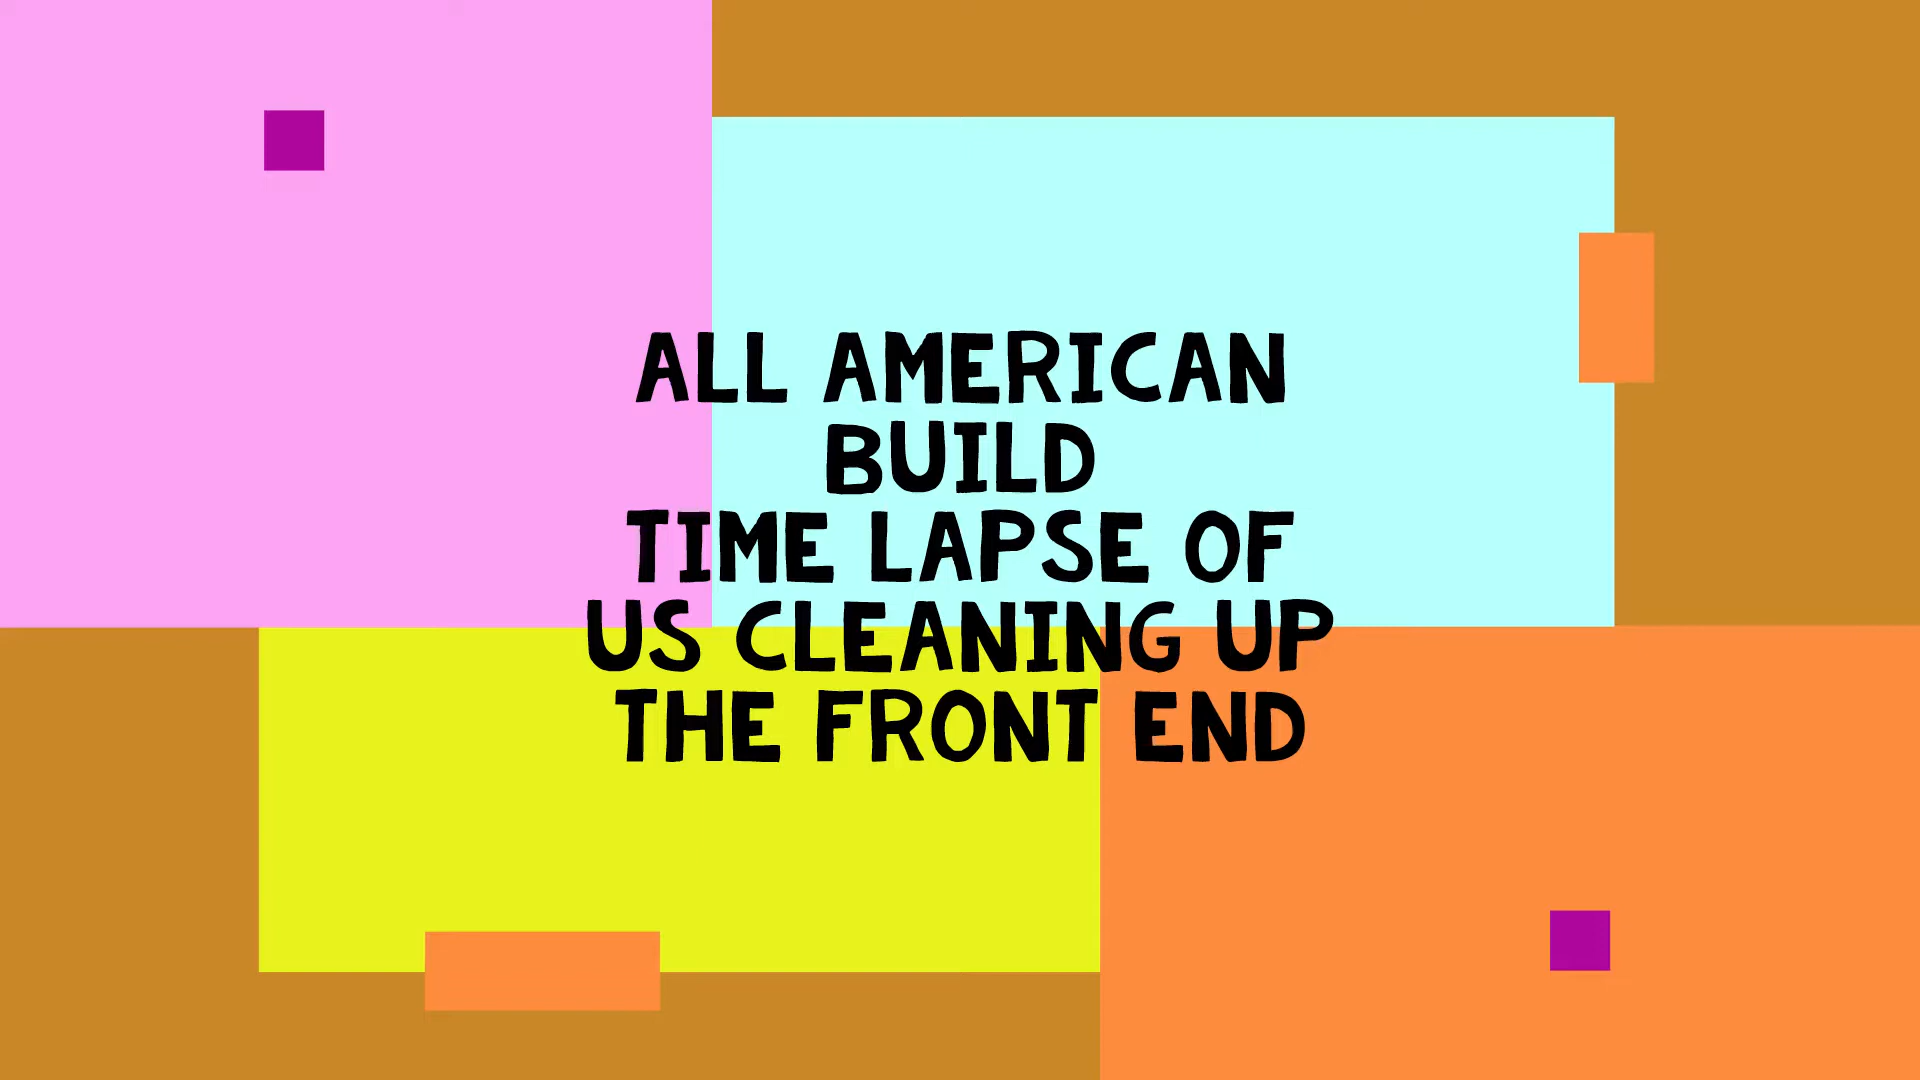 ALL AMERICAN
BUILD
TIME LAPSE OF
US CLEANING UP
THE FRONT END